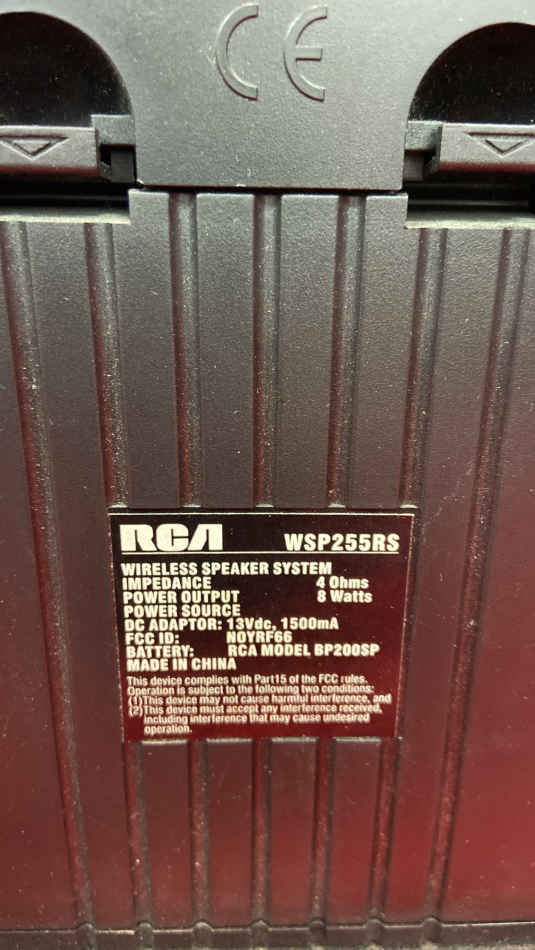 CE
RCA WSP255RS
WIRELESS SPEAKER SYSTEM
IMPEDANCE 4 Ohms
POWER OUTPUT 8 Watts
POWER SOURCE
DC ADAPTOR: 13Vdc, 1500mA
FCC ID: NOYRF66
BATTERY: RCA MODEL BP200SP
MADE IN CHINA
This device complies with Part15 of the FCC rules.
Operation is subject to the following two conditions:
(1)This device may not cause harmful interference, and
(2)This device must accept any interference received,
including interference that may cause undesired
operation.